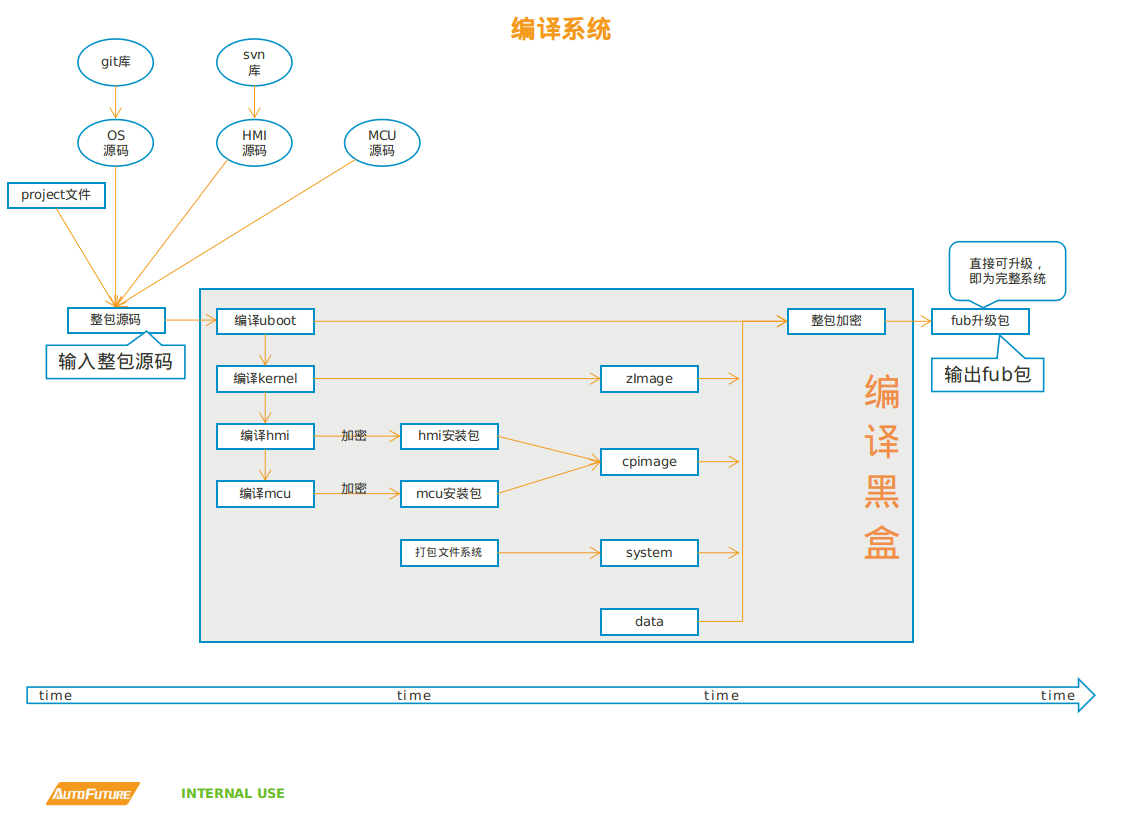 编译系统
git库
svn
库
OS
源码
HMI
源码
MCU
源码
project文件
直接可升级，
即为完整系统
整包源码
编译uboot
整包加密
fub升级包
输入整包源码
输出fub包
编译kernel
zImage
编译hmi
加密
hmi安装包
cpimage
编译mcu
加密
mcu安装包
打包文件系统
system
data
编
译
黑
盒
time
time
time
time
AUTOFUTURE
INTERNAL USE